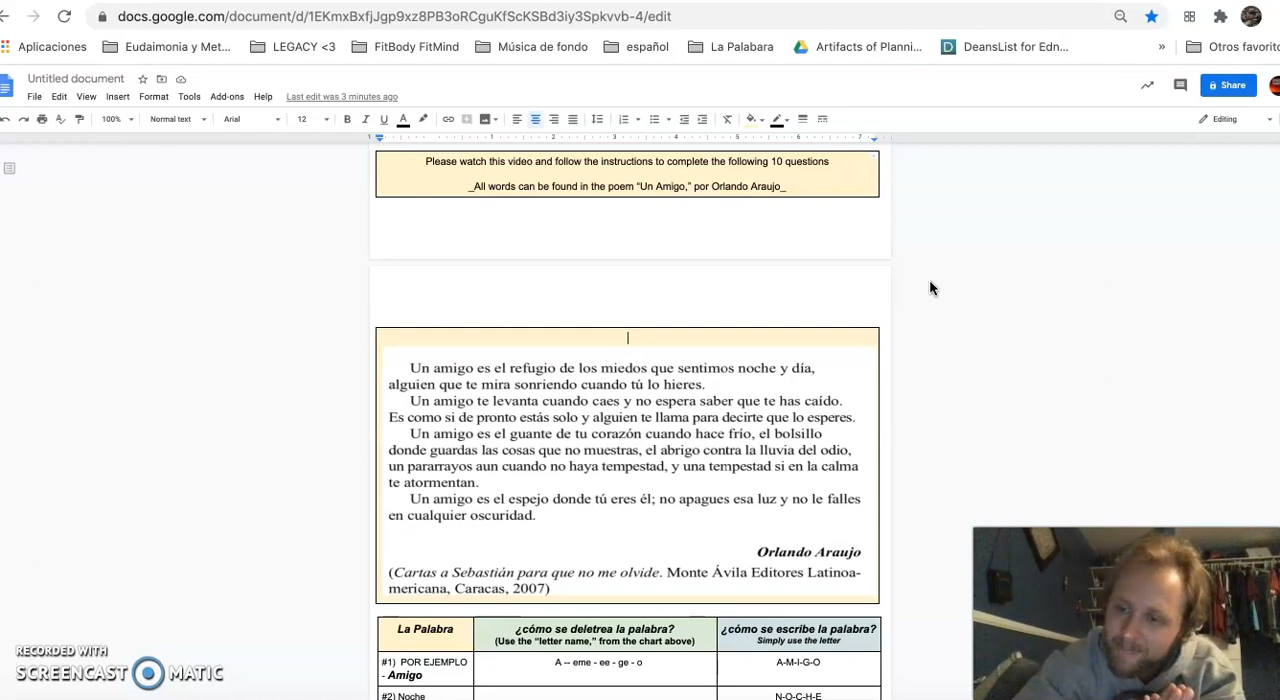 docs.google.com/document/d/1EKmxBxfjJgp9xz8PB3oRCguKfScKSBd3iy3Spkvvb-4/edit
Aplicaciones Eudaimonia y Met... LEGACY <3 FitBody FitMind Música de fondo español La Palabara Artifacts of Planni... DeansList for Edn... » Otros favorito
Untitled document
File Edit View Insert Format Tools Add-ons Help Last edit was 3 minutes ago
Share
100% Normal text Arial 12 B I U A Editing
1 1 2 3 4 5 6 7
Please watch this video and follow the instructions to complete the following 10 questions
_All words can be found in the poem “Un Amigo,” por Orlando Araujo_
Un amigo es el refugio de los miedos que sentimos noche y día,
alguien que te mira sonriendo cuando tú lo hieres.
Un amigo te levanta cuando caes y no espera saber que te has caído.
Es como si de pronto estás solo y alguien te llama para decirte que lo esperes.
Un amigo es el guante de tu corazón cuando hace frío, el bolsillo
donde guardas las cosas que no muestras, el abrigo contra la lluvia del odio,
un pararrayos aun cuando no haya tempestad, y una tempestad si en la calma
te atormentan.
Un amigo es el espejo donde tú eres él; no apagues esa luz y no le falles
en cualquier oscuridad.
Orlando Araujo
(Cartas a Sebastián para que no me olvide. Monte Ávila Editores Latinoa-
mericana, Caracas, 2007)
La Palabra ¿cómo se deletrea la palabra? ¿cómo se escribe la palabra?
(Use the “letter name,” from the chart above) Simply use the letter
#1) POR EJEMPLO A -- eme - ee - ge - o A-M-I-G-O
- Amigo
#2) Noche N-O-C-H-E
RECORDED WITH
SCREENCAST MATIC